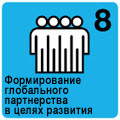 8
Формирование
глобального
партнерства
в целях развития